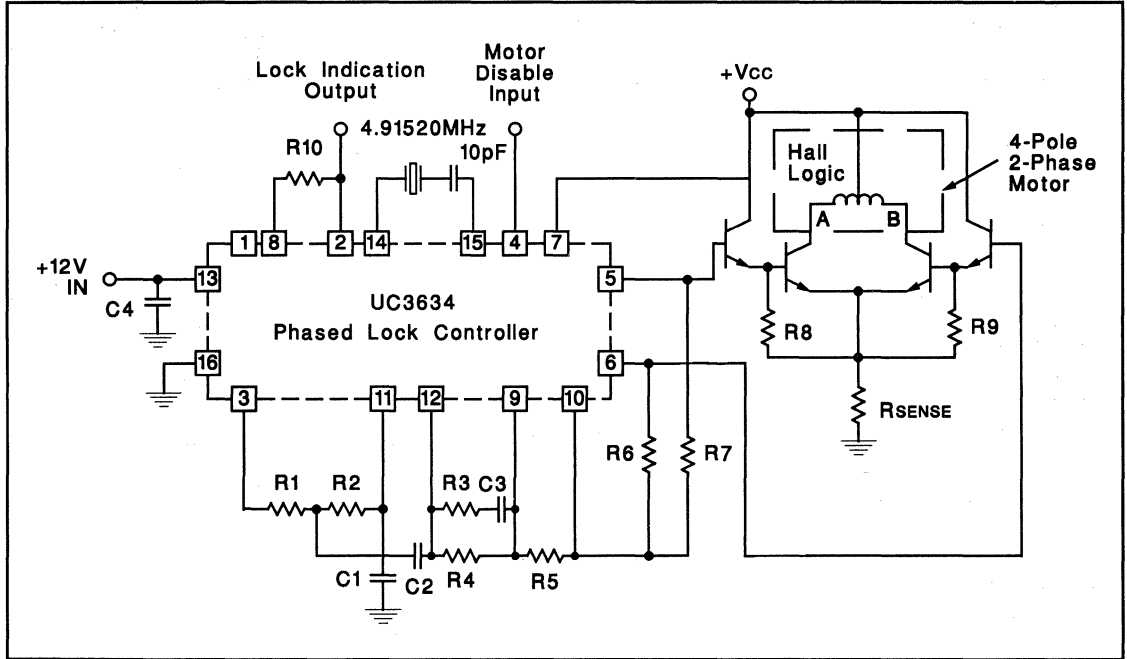 Lock Indication
Output
Motor
Disable
Input
+VCC
4.91520MHz
10pF
R10
Hall
Logic
4-Pole
2-Phase
Motor
A
B
1
8
2
14
15
4
7
+12V
IN
13
C4
UC3634
Phased Lock Controller
5
R8
R9
16
6
3
11
12
9
10
RSENSE
R1
R2
R3
C3
R6
R7
C1
C2
R4
R5